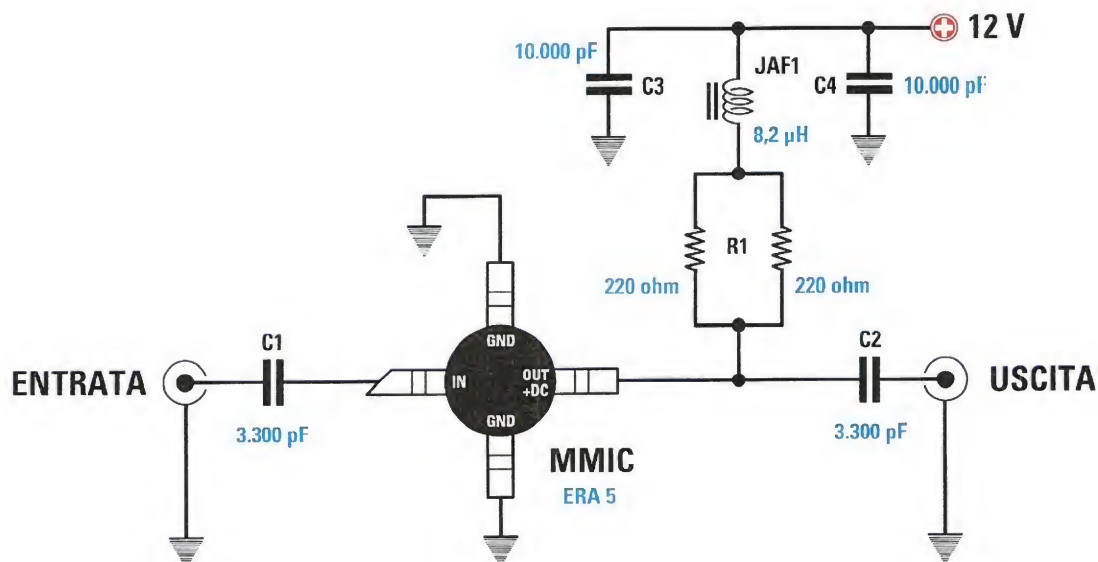 12 V
10.000 pF
C3
JAF1
C4
10.000 pF
8,2 µH
R1
220 ohm
220 ohm
GND
C1
C2
ENTRATA
IN
OUT
+DC
USCITA
GND
3.300 pF
3.300 pF
MMIC
ERA 5